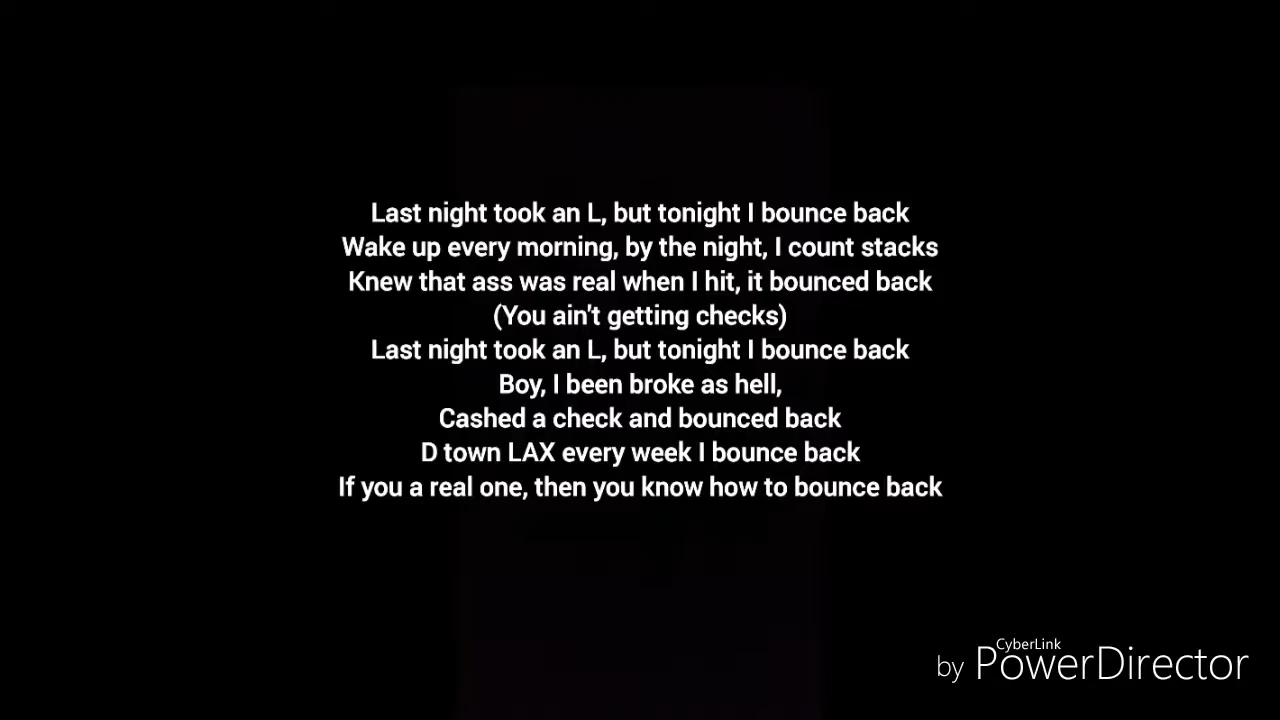 Last night took an L, but tonight I bounce back
Wake up every morning, by the night, I count stacks
Knew that ass was real when I hit, it bounced back
(You ain't getting checks)
Last night took an L, but tonight I bounce back
Boy, I been broke as hell,
Cashed a check and bounced back
D town LAX every week I bounce back
If you a real one, then you know how to bounce back
CyberLink
by PowerDirector